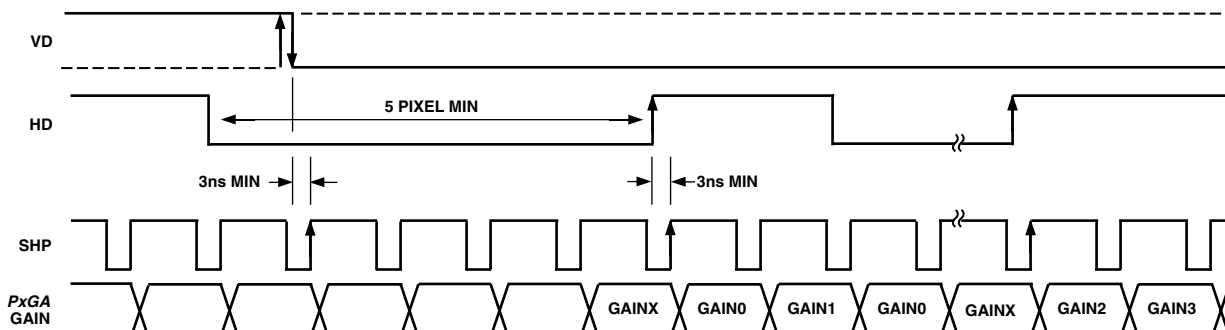 VD
HD
5 PIXEL MIN
3ns MIN
3ns MIN
SHP
PxGA
GAIN
GAINX GAIN0 GAIN1 GAIN0 GAINX GAIN2 GAIN3